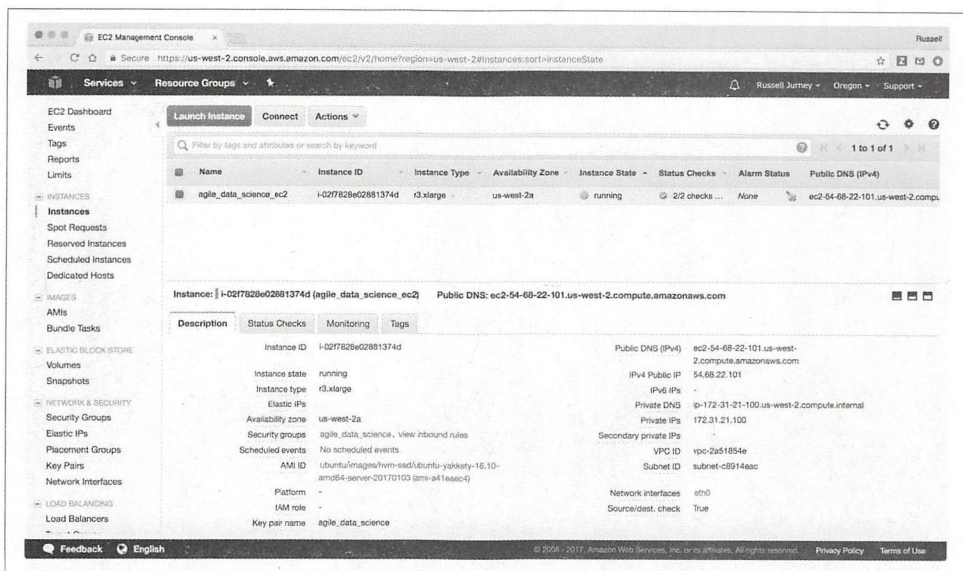 EC2 Management Console ×
Russell
Secure https://us-west-2.console.aws.amazon.com/ec2/v2/home?region=us-west-2#Instances:sort=instanceState
Services Resource Groups Russell Jurney Oregon Support
EC2 Dashboard
Events
Tags
Reports
Limits
INSTANCES
Instances
Spot Requests
Reserved Instances
Scheduled Instances
Dedicated Hosts
IMAGES
AMIs
Bundle Tasks
ELASTIC BLOCK STORE
Volumes
Snapshots
NETWORK & SECURITY
Security Groups
Elastic IPs
Placement Groups
Key Pairs
Network Interfaces
LOAD BALANCING
Load Balancers
Launch Instance Connect Actions
Filter by tags and attributes or search by keyword 1 to 1 of 1
Name Instance ID Instance Type Availability Zone Instance State Status Checks Alarm Status Public DNS (IPv4)
agile_data_science_ec2 i-02f7828e02881374d r3.xlarge us-west-2a running 2/2 checks ... None ec2-54-68-22-101.us-west-2.compu
Instance: i-02f7828e02881374d (agile_data_science_ec2) Public DNS: ec2-54-68-22-101.us-west-2.compute.amazonaws.com
Description Status Checks Monitoring Tags
Instance ID i-02f7828e02881374d
Instance state running
Instance type r3.xlarge
Elastic IPs
Availability zone us-west-2a
Security groups agile_data_science, view inbound rules
Scheduled events No scheduled events
AMI ID ubuntu/images/hvm-ssd/ubuntu-yakkety-16.10-
amd64-server-20170103 (ami-a41eaec4)
Platform -
IAM role -
Key pair name agile_data_science
Public DNS (IPv4) ec2-54-68-22-101.us-west-
2.compute.amazonaws.com
IPv4 Public IP 54.68.22.101
IPv6 IPs -
Private DNS ip-172-31-21-100.us-west-2.compute.internal
Private IPs 172.31.21.100
Secondary private IPs
VPC ID vpc-2a51854e
Subnet ID subnet-c8914eac
Network interfaces eth0
Source/dest. check True
Feedback English © 2008 - 2017, Amazon Web Services, Inc. or its affiliates. All rights reserved. Privacy Policy Terms of Use